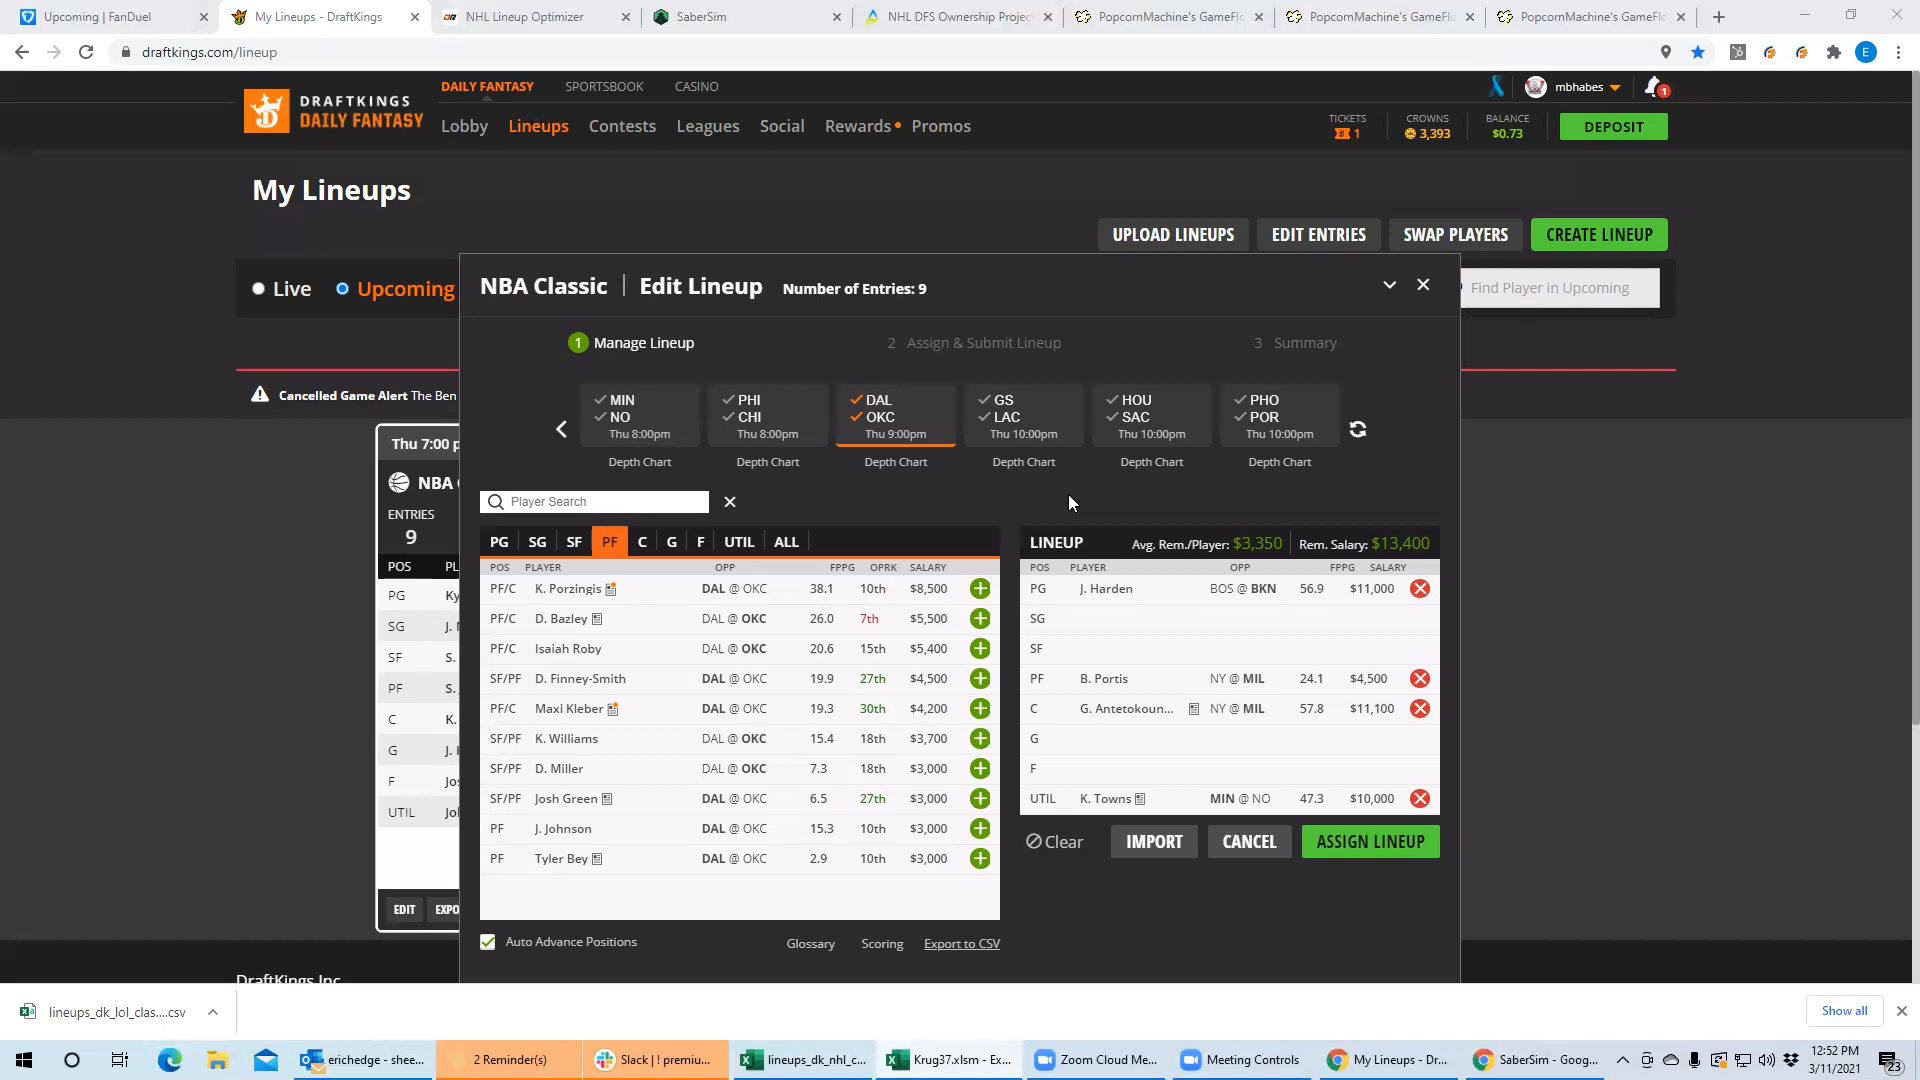 Upcoming | FanDuel
My Lineups - DraftKings
NHL Lineup Optimizer
SaberSim
NHL DFS Ownership Project
PopcornMachine's GameFlo
PopcornMachine's GameFlo
PopcornMachine's GameFlo
draftkings.com/lineup
E
DAILY FANTASY SPORTSBOOK CASINO
mbhabes
1
DRAFTKINGS
DAILY FANTASY
Lobby Lineups Contests Leagues Social Rewards Promos
TICKETS
1
CROWNS
3,393
BALANCE
$0.73
DEPOSIT
My Lineups
UPLOAD LINEUPS EDIT ENTRIES SWAP PLAYERS CREATE LINEUP
Live Upcoming
Find Player in Upcoming
Cancelled Game Alert The Ben
Thu 7:00 p
NBA
ENTRIES
9
POS PL
PG Ky
SG J.
SF S.
PF S.
C K.
G J.
F Jos
UTIL Jol
EDIT EXPO
DraftKings Inc
NBA Classic | Edit Lineup Number of Entries: 9
1 Manage Lineup
2 Assign & Submit Lineup
3 Summary
MIN
NO
Thu 8:00pm
Depth Chart
PHI
CHI
Thu 8:00pm
Depth Chart
DAL
OKC
Thu 9:00pm
Depth Chart
GS
LAC
Thu 10:00pm
Depth Chart
HOU
SAC
Thu 10:00pm
Depth Chart
PHO
POR
Thu 10:00pm
Depth Chart
Player Search
PG SG SF PF C G F UTIL ALL
POS PLAYER OPP FPPG OPRK SALARY
PF/C K. Porzingis DAL @ OKC 38.1 10th $8,500
PF/C D. Bazley DAL @ OKC 26.0 7th $5,500
PF/C Isaiah Roby DAL @ OKC 20.6 15th $5,400
SF/PF D. Finney-Smith DAL @ OKC 19.9 27th $4,500
PF/C Maxi Kleber DAL @ OKC 19.3 30th $4,200
SF/PF K. Williams DAL @ OKC 15.4 18th $3,700
SF/PF D. Miller DAL @ OKC 7.3 18th $3,000
SF/PF Josh Green DAL @ OKC 6.5 27th $3,000
PF J. Johnson DAL @ OKC 15.3 10th $3,000
PF Tyler Bey DAL @ OKC 2.9 10th $3,000
Auto Advance Positions
Glossary Scoring Export to CSV
LINEUP Avg. Rem./Player: $3,350 Rem. Salary: $13,400
POS PLAYER OPP FPPG SALARY
PG J. Harden BOS @ BKN 56.9 $11,000
SG
SF
PF B. Portis NY @ MIL 24.1 $4,500
C G. Antetokoun... NY @ MIL 57.8 $11,100
G
F
UTIL K. Towns MIN @ NO 47.3 $10,000
Clear IMPORT CANCEL ASSIGN LINEUP
lineups_dk_lol_clas....csv
Show all
erichedge - shee...
2 Reminder(s)
Slack | ! premiu...
lineups_dk_nhl_c...
Krug37.xlsm - Ex...
Zoom Cloud Me...
Meeting Controls
My Lineups - Dr...
SaberSim - Goog...
12:52 PM
3/11/2021
23